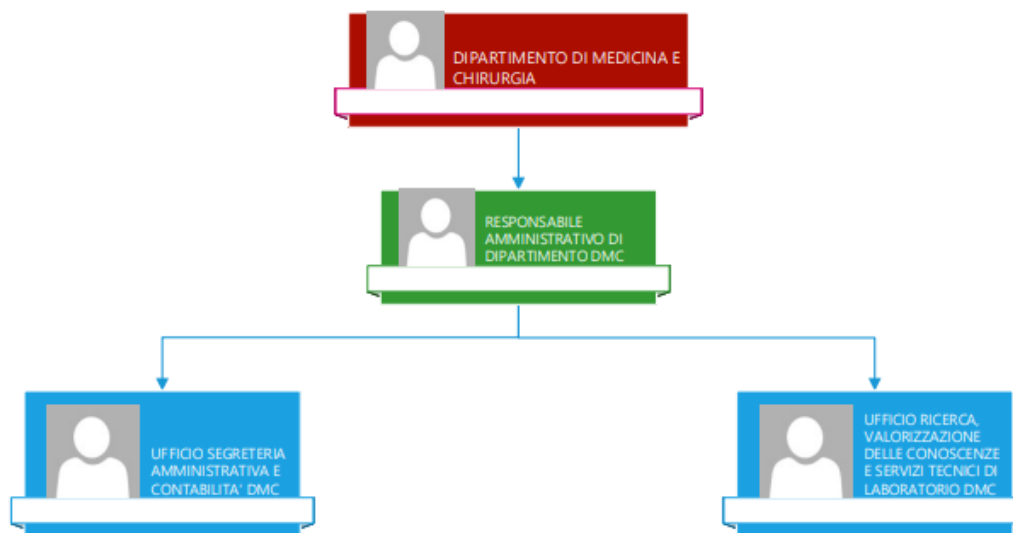 DIPARTIMENTO DI MEDICINA E
CHIRURGIA
RESPONSABILE
AMMINISTRATIVO DI
DIPARTIMENTO DMC
UFFICIO SEGRETERIA
AMMINISTRATIVA E
CONTABILITA' DMC
UFFICIO RICERCA,
VALORIZZAZIONE
DELLE CONOSCENZE
E SERVIZI TECNICI DI
LABORATORIO DMC